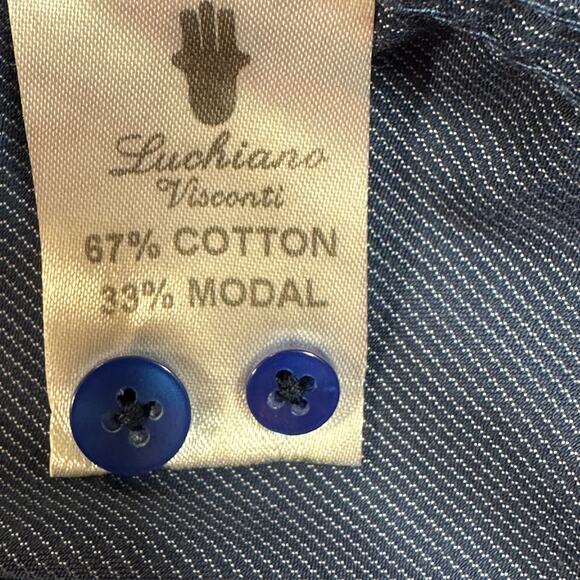 Luchiano
Visconti
67% COTTON
33% MODAL